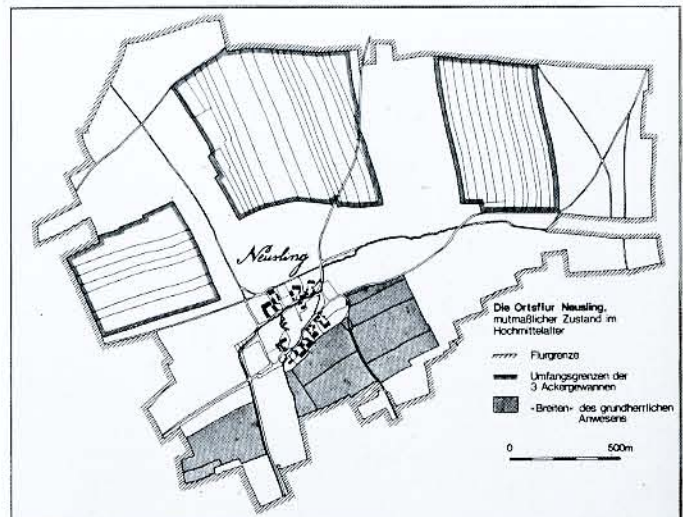 Neusling
Die Ortsflur Neusling,
mutmaßlicher Zustand im
Hochmittelalter
Flurgrenze
Umfangsgrenzen der
3 Ackergewannen
-Breiten- des grundherrlichen
Anwesens
0 500m